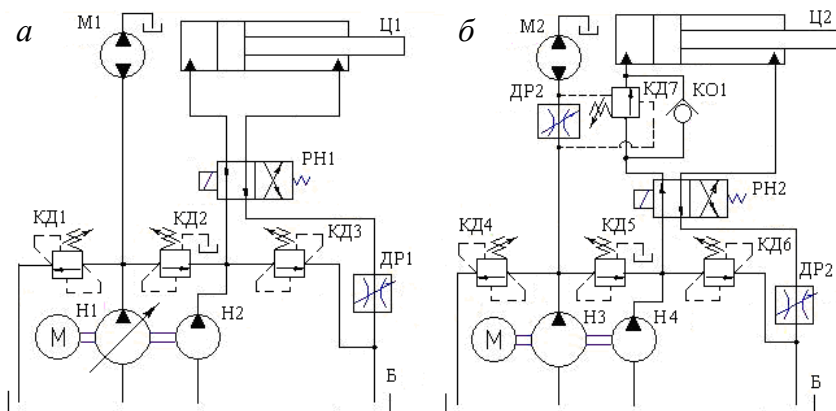 а
М1
Ц1
РН1
КД1
КД2
КД3
ДР1
Н1
Н2
М
Б
б
М2
Ц2
ДР2
КД7
КО1
РН2
КД4
КД5
КД6
ДР2
Н3
Н4
М
Б